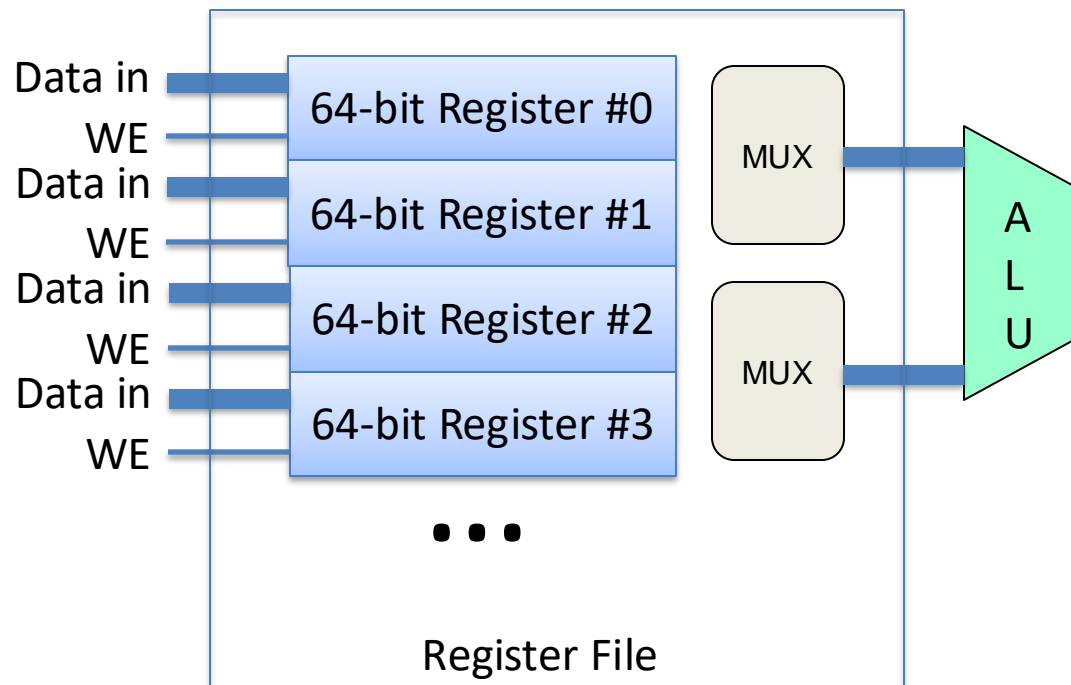 Data in
64-bit Register #0
WE
Data in
64-bit Register #1
WE
Data in
64-bit Register #2
WE
Data in
64-bit Register #3
WE
MUX
MUX
A
L
U
...
Register File